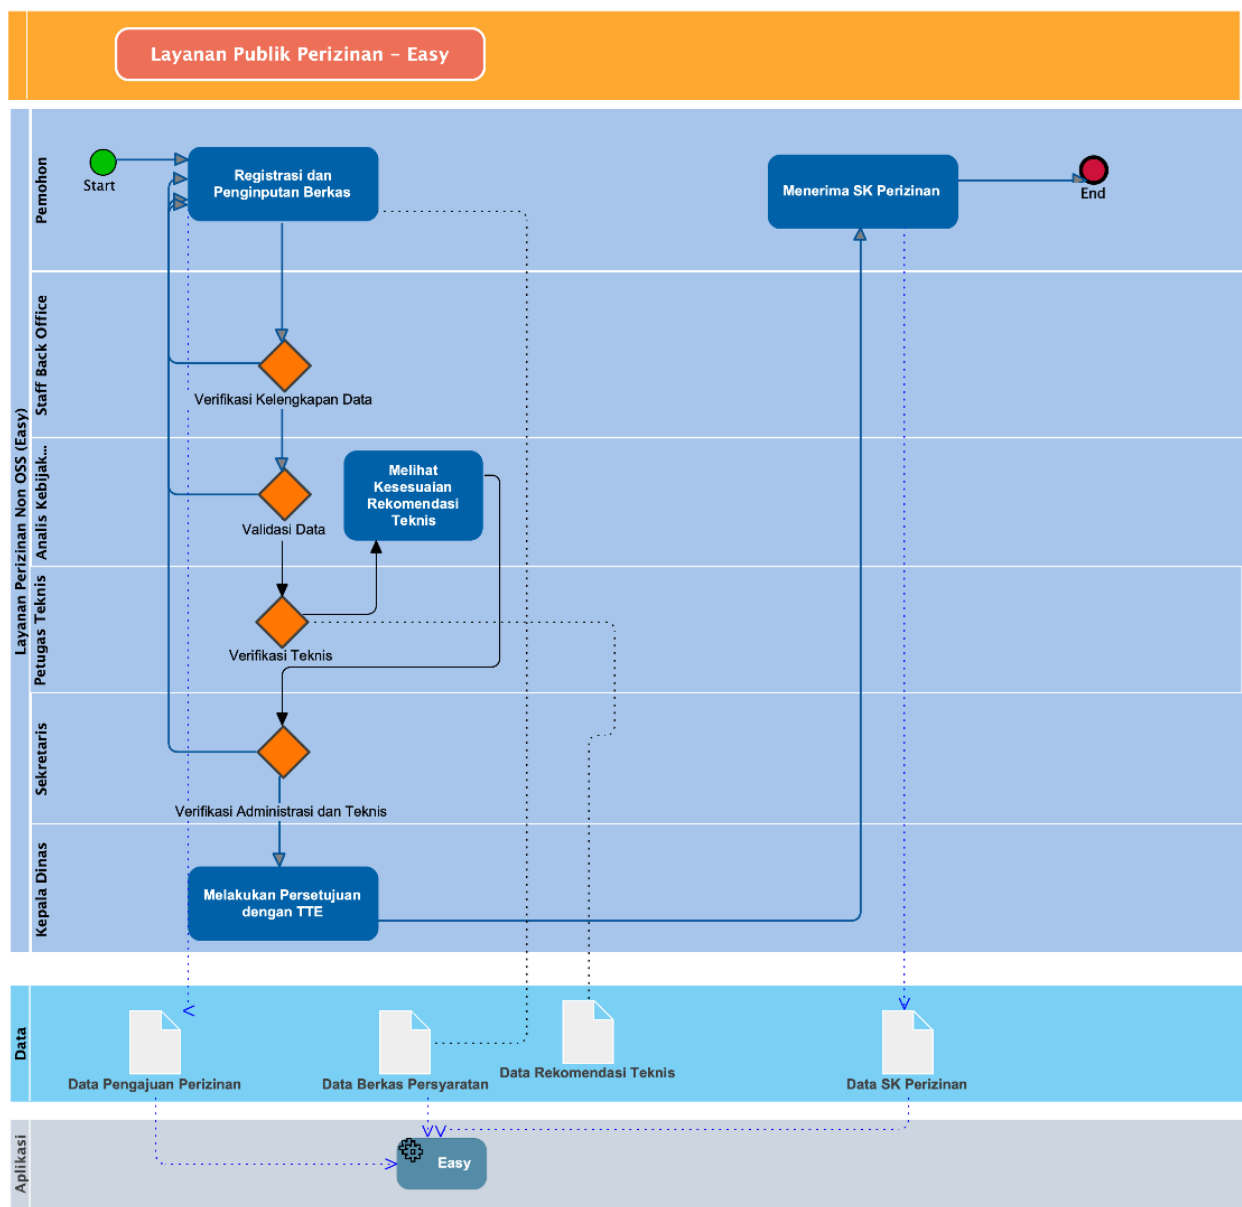 Layanan Publik Perizinan – Easy
Layanan Perizinan Non OSS (Easy)
Pemohon
Start
Registrasi dan
Penginputan Berkas
Menerima SK Perizinan
End
Staff Back Office
Verifikasi Kelengkapan Data
Analis Kebijak...
Validasi Data
Melihat
Kesesuaian
Rekomendasi
Teknis
Petugas Teknis
Verifikasi Teknis
Sekretaris
Verifikasi Administrasi dan Teknis
Kepala Dinas
Melakukan Persetujuan
dengan TTE
Data
Data Pengajuan Perizinan
Data Berkas Persyaratan
Data Rekomendasi Teknis
Data SK Perizinan
Aplikasi
Easy